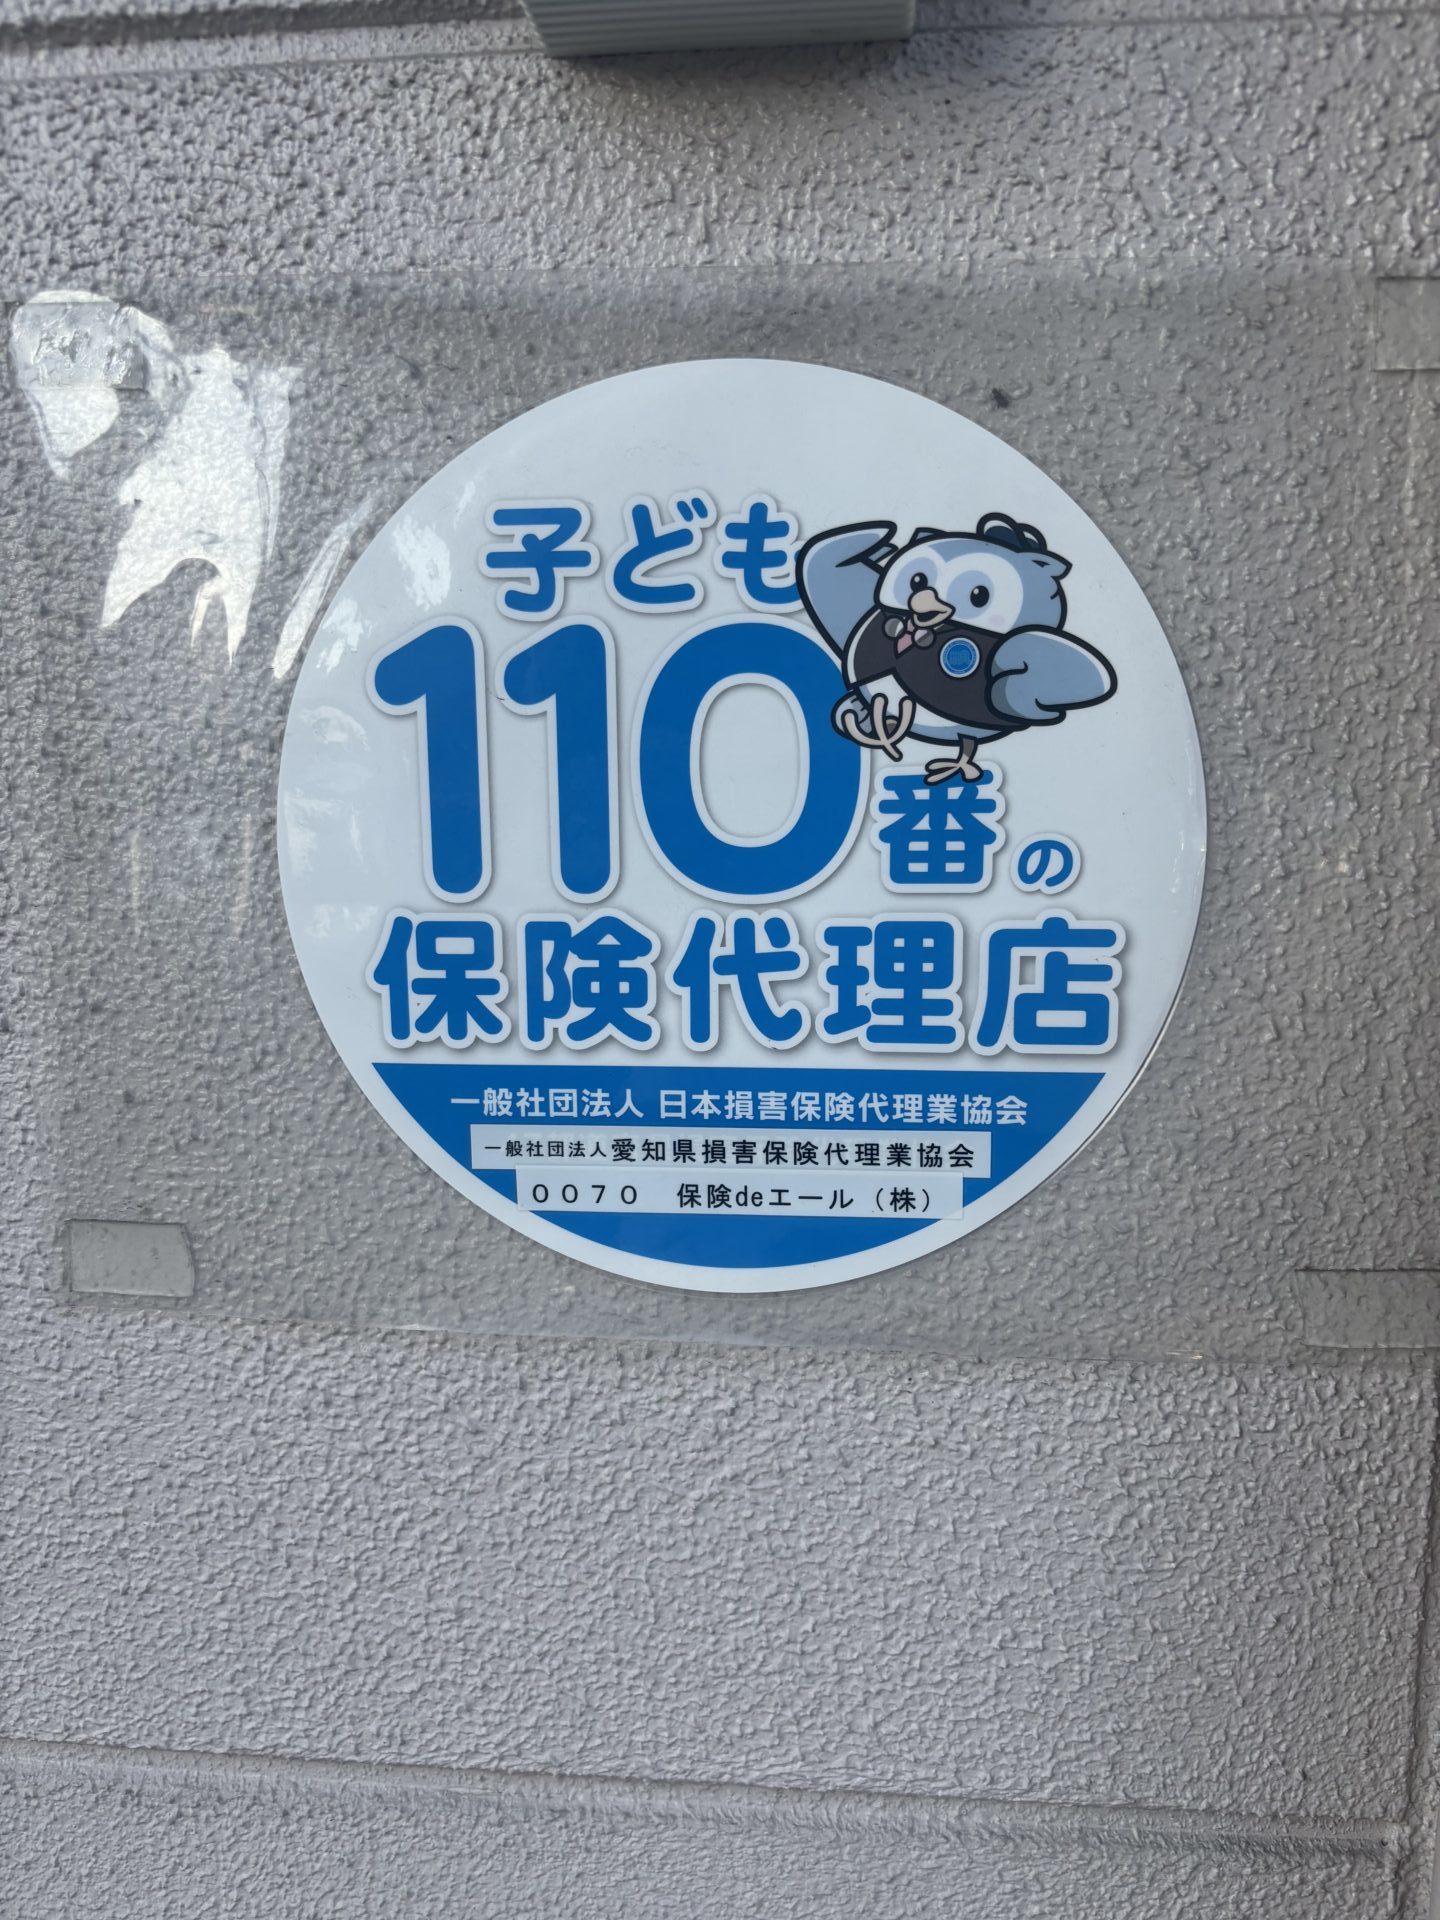 子ども
110番の
保険代理店
一般社団法人 日本損害保険代理業協会
一般社団法人 愛知県損害保険代理業協会
００７０　保険deエール（株）